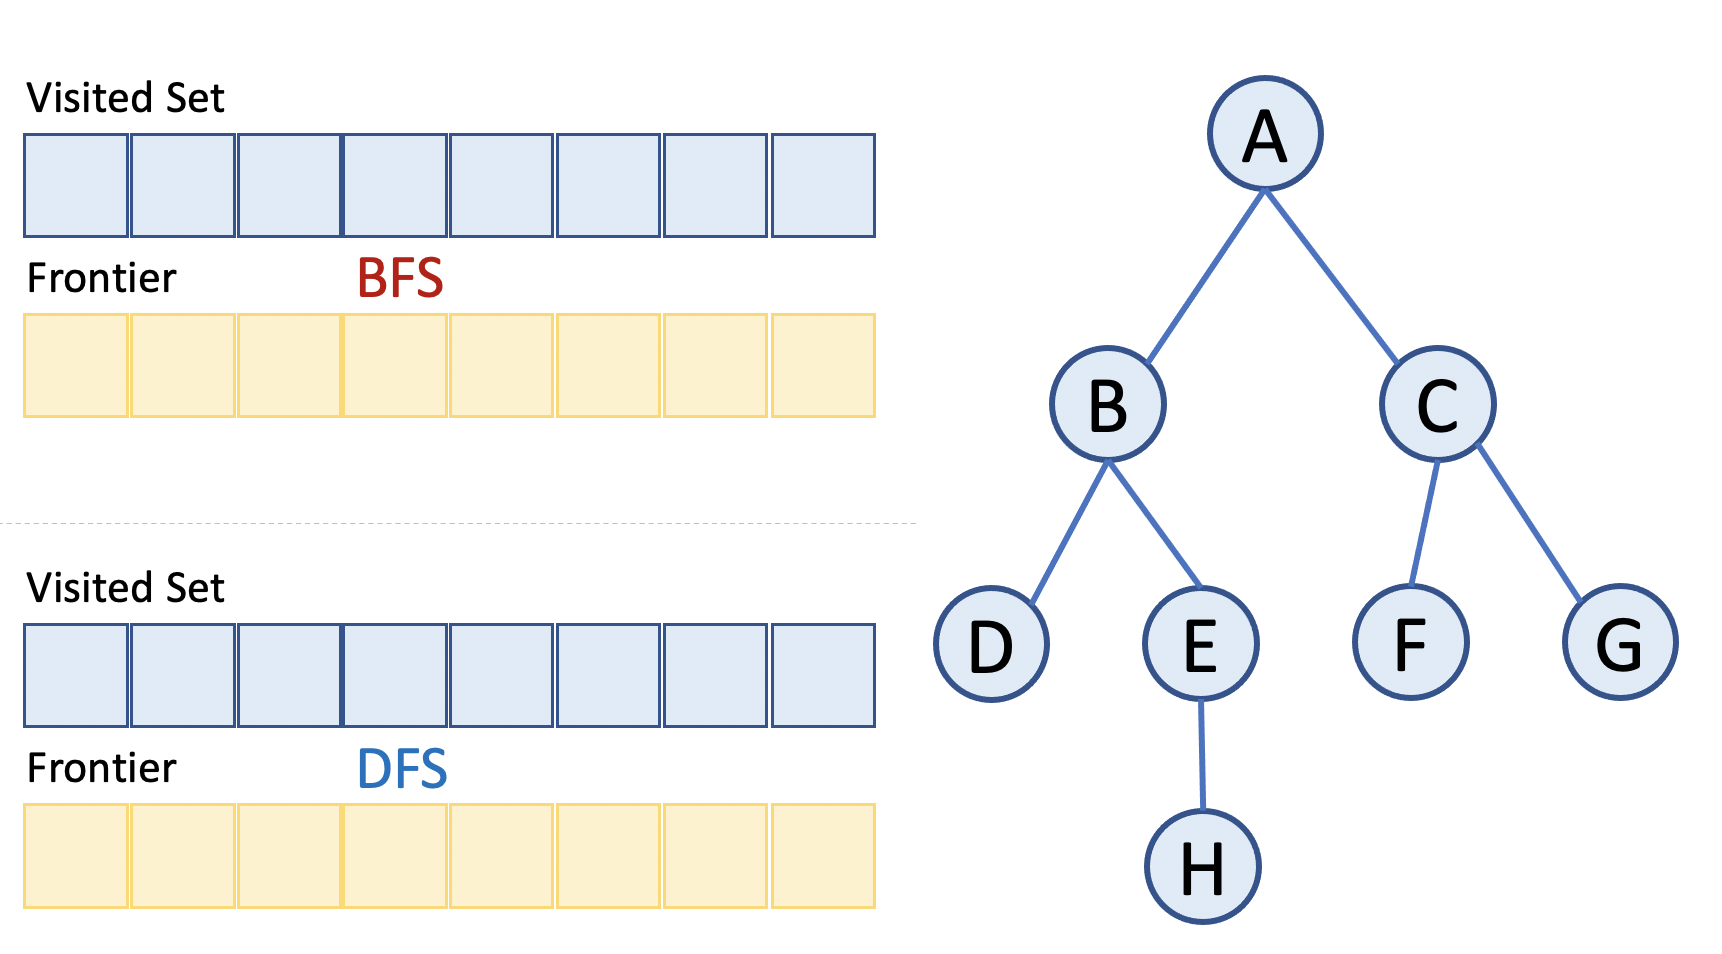 Visited Set
Frontier
BFS
Visited Set
Frontier
DFS
A
B
C
D
E
F
G
H